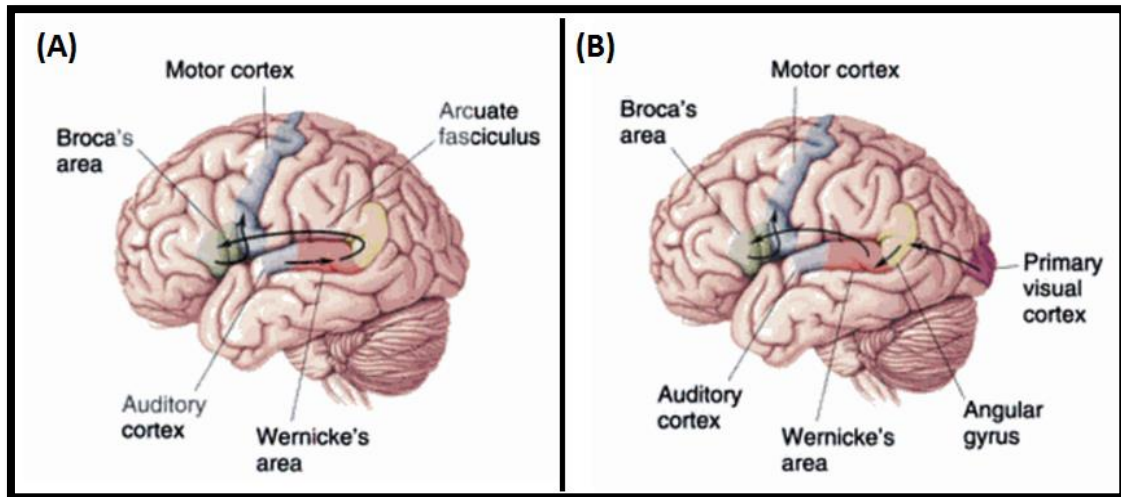 (A)
Motor cortex
Broca's
area
Arcuate
fasciculus
Auditory
cortex
Wernicke's
area
(B)
Motor cortex
Broca's
area
Primary
visual
cortex
Auditory
cortex
Wernicke's
area
Angular
gyrus